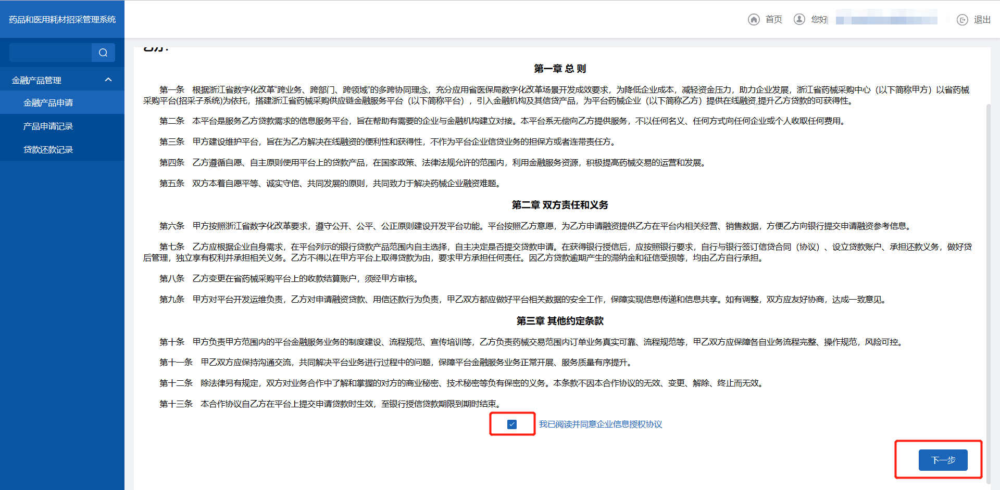 药品和医用耗材招采管理系统
首页
您好
退出
金融产品管理
金融产品申请
产品申请记录
贷款还款记录
乙方：
第一章 总 则
第一条 根据浙江省数字化改革“跨业务、跨部门、跨领域”的多跨协同理念，充分应用省医保局数字化改革场景开发成效要求，为降低企业成本，减轻资金压力，助力企业发展，浙江省药械采购中心（以下简称甲方）以省药械
采购平台(招采子系统)为依托，搭建浙江省药械采购供应链金融服务平台（以下简称平台），引入金融机构及其信贷产品，为平台药械企业（以下简称乙方）提供在线融资,提升乙方贷款的可获得性。
第二条 本平台是服务乙方贷款需求的信息服务平台，旨在帮助有需要的企业与金融机构建立对接。本平台系无偿向乙方提供服务，不以任何名义、任何方式向任何企业或个人收取任何费用。
第三条 甲方建设维护平台，旨在为乙方解决在线融资的便利性和获得性，不作为平台企业信贷业务的担保方或者连带责任方。
第四条 乙方遵循自愿、自主原则使用平台上的贷款产品，在国家政策、法律法规允许的范围内，利用金融服务资源，积极提高药械交易的运营和发展。
第五条 双方本着自愿平等、诚实守信、共同发展的原则，共同致力于解决药械企业融资难题。
第二章 双方责任和义务
第六条 甲方按照浙江省数字化改革要求，遵守公开、公平、公正原则建设开发平台功能。平台按照乙方意愿，为乙方申请融资提供乙方在平台内相关经营、销售数据，方便乙方向银行提交申请融资参考信息。
第七条 乙方应根据企业自身需求，在平台列示的银行贷款产品范围内自主选择，自主决定是否提交贷款申请。在获得银行授信后，应按照银行要求，自行与银行签订信贷合同（协议）、设立贷款账户、承担还款义务，做好贷
后管理，独立享有权利并承担相关义务。乙方不得以在甲方平台上取得贷款为由，要求甲方承担任何责任。因乙方贷款逾期产生的滞纳金和征信受损等，均由乙方自行承担。
第八条 乙方变更在省药械采购平台上的收款结算账户，须经甲方审核。
第九条 甲方对平台开发运维负责，乙方对申请融资贷款、用信还款行为负责，甲乙双方都应做好平台相关数据的安全工作，保障实现信息传递和信息共享。如有调整，双方应友好协商，达成一致意见。
第三章 其他约定条款
第十条 甲方负责甲方范围内的平台金融服务业务的制度建设、流程规范、宣传培训等，乙方负责药械交易范围内订单业务真实可靠、流程规范等，甲乙双方应保障各自业务流程完整、操作规范，风险可控。
第十一条 甲乙双方应保持沟通交流，共同解决平台业务进行过程中的问题，保障平台金融服务业务正常开展、服务质量有序提升。
第十二条 除法律另有规定，双方对业务合作中了解和掌握的对方的商业秘密、技术秘密等负有保密的义务。本条款不因本合作协议的无效、变更、解除、终止而无效。
第十三条 本合作协议自乙方在平台上提交申请贷款时生效，至银行授信贷款期限到期时结束。
我已阅读并同意企业信息授权协议
下一步